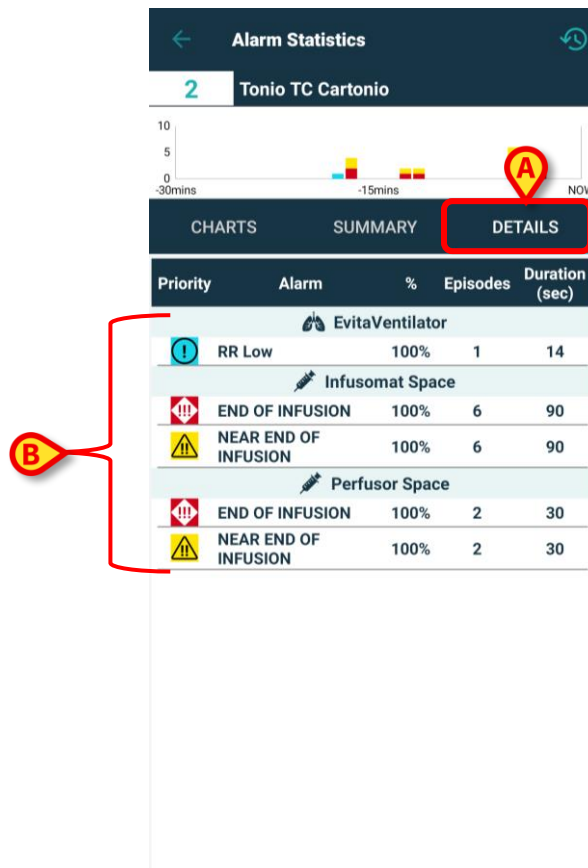 Alarm Statistics
2 Tonio TC Cartonio
10
5
0
-30mins -15mins NOW
A
CHARTS SUMMARY DETAILS
Priority Alarm % Episodes Duration (sec)
EvitaVentilator
! RR Low 100% 1 14
Infusomat Space
!!! END OF INFUSION 100% 6 90
!! NEAR END OF INFUSION 100% 6 90
B
Perfusor Space
!!! END OF INFUSION 100% 2 30
!! NEAR END OF INFUSION 100% 2 30